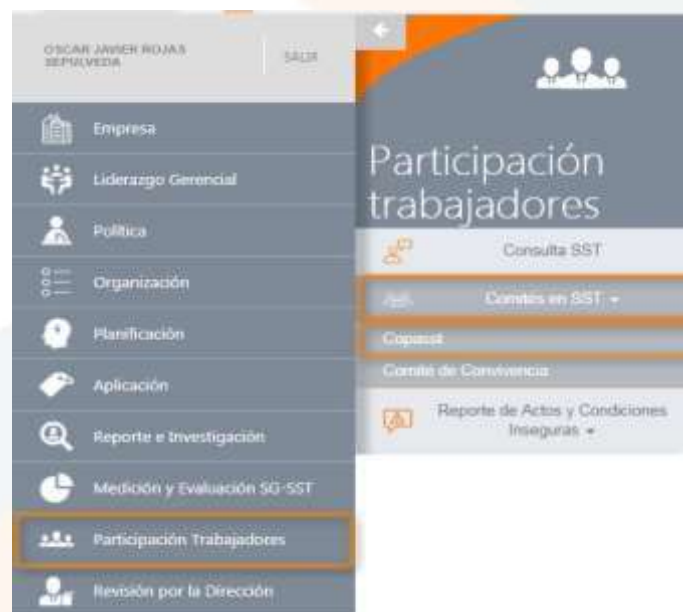 OSCAR JAVIER ROJAS
SEPULVEDA
SALIR
Empresa
Liderazgo Gerencial
Política
Organización
Planificación
Aplicación
Reporte e Investigación
Medición y Evaluación SG-SST
Participación Trabajadores
Revisión por la Dirección
Participación
trabajadores
Consulta SST
Comités en SST
Copasst
Comité de Convivencia
Reporte de Actos y Condiciones
Inseguras